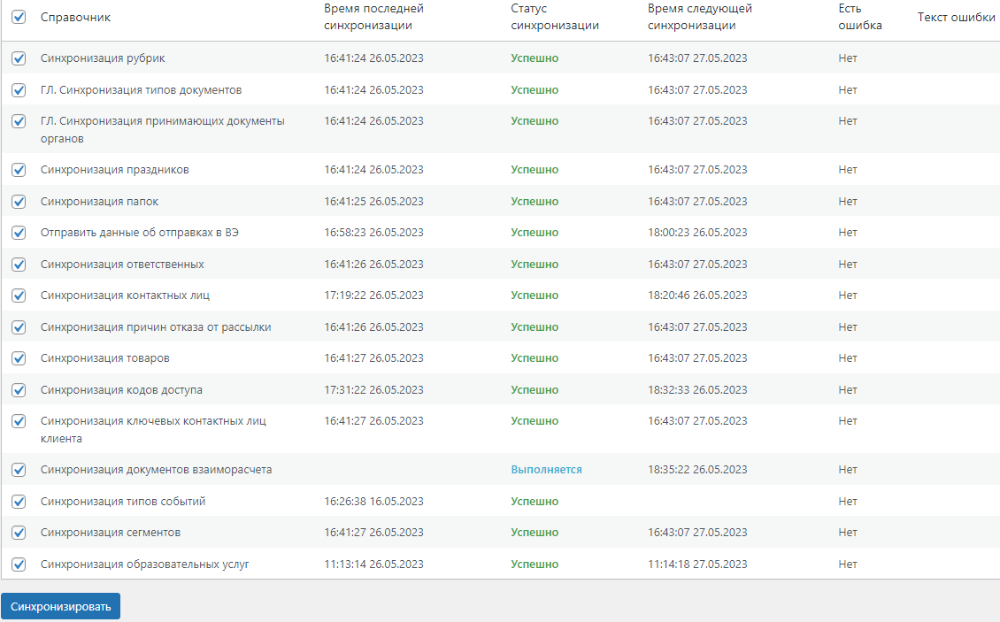 Справочник Время последней синхронизации Статус синхронизации Время следующей синхронизации Есть ошибка Текст ошибки
Синхронизация рубрик 16:41:24 26.05.2023 Успешно 16:43:07 27.05.2023 Нет
ГЛ. Синхронизация типов документов 16:41:24 26.05.2023 Успешно 16:43:07 27.05.2023 Нет
ГЛ. Синхронизация принимающих документы органов 16:41:24 26.05.2023 Успешно 16:43:07 27.05.2023 Нет
Синхронизация праздников 16:41:24 26.05.2023 Успешно 16:43:07 27.05.2023 Нет
Синхронизация папок 16:41:25 26.05.2023 Успешно 16:43:07 27.05.2023 Нет
Отправить данные об отправках в ВЭ 16:58:23 26.05.2023 Успешно 18:00:23 26.05.2023 Нет
Синхронизация ответственных 16:41:26 26.05.2023 Успешно 16:43:07 27.05.2023 Нет
Синхронизация контактных лиц 17:19:22 26.05.2023 Успешно 18:20:46 26.05.2023 Нет
Синхронизация причин отказа от рассылки 16:41:26 26.05.2023 Успешно 16:43:07 27.05.2023 Нет
Синхронизация товаров 16:41:27 26.05.2023 Успешно 16:43:07 27.05.2023 Нет
Синхронизация кодов доступа 17:31:22 26.05.2023 Успешно 18:32:33 26.05.2023 Нет
Синхронизация ключевых контактных лиц клиента 16:41:27 26.05.2023 Успешно 16:43:07 27.05.2023 Нет
Синхронизация документов взаиморасчета Выполняется 18:35:22 26.05.2023 Нет
Синхронизация типов событий 16:26:38 16.05.2023 Успешно Нет
Синхронизация сегментов 16:41:27 26.05.2023 Успешно 16:43:07 27.05.2023 Нет
Синхронизация образовательных услуг 11:13:14 26.05.2023 Успешно 11:14:18 27.05.2023 Нет
Синхронизировать